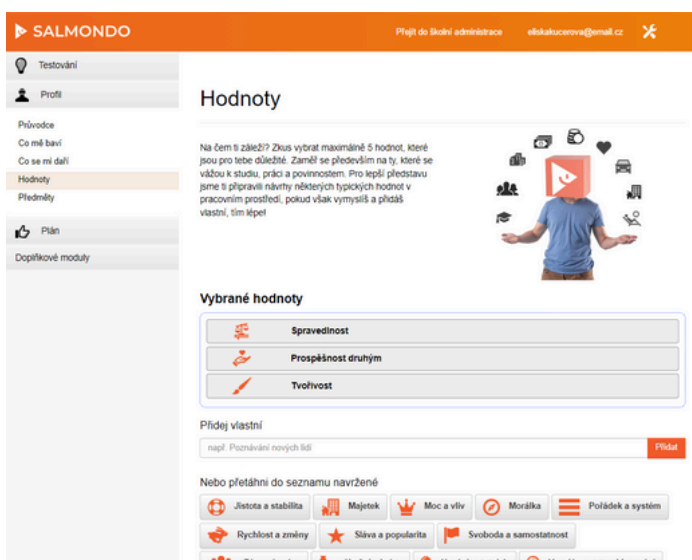 SALMONDO
Přejít do školní administrace
eliskakucerova@email.cz
Testování
Profil
Průvodce
Co mě baví
Co se mi daří
Hodnoty
Předměty
Plán
Doplňkové moduly
Hodnoty
Na čem ti záleží? Zkus vybrat maximálně 5 hodnot, které
jsou pro tebe důležité. Zaměř se především na ty, které se
vážou k studiu, práci a povinnostem. Pro lepší představu
jsme ti připravili návrhy některých typických hodnot v
pracovním prostředí, pokud však vymyslíš a přidáš
vlastní, tím lépe!
Vybrané hodnoty
Spravedlnost
Prospěšnost druhým
Tvořivost
Přidej vlastní
např. Poznávání nových lidí
Přidat
Nebo přetáhni do seznamu navržené
Jistota a stabilita
Majetek
Moc a vliv
Morálka
Pořádek a systém
Rychlost a změny
Sláva a popularita
Svoboda a samostatnost